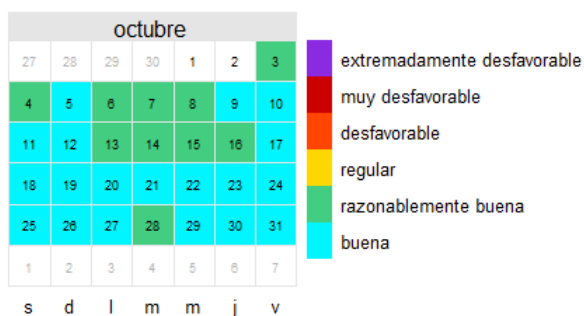 octubre
27 28 29 30 1 2 3
4 5 6 7 8 9 10
11 12 13 14 15 16 17
18 19 20 21 22 23 24
25 26 27 28 29 30 31
1 2 3 4 5 6 7
s d l m m j v
extremadamente desfavorable
muy desfavorable
desfavorable
regular
razonablemente buena
buena